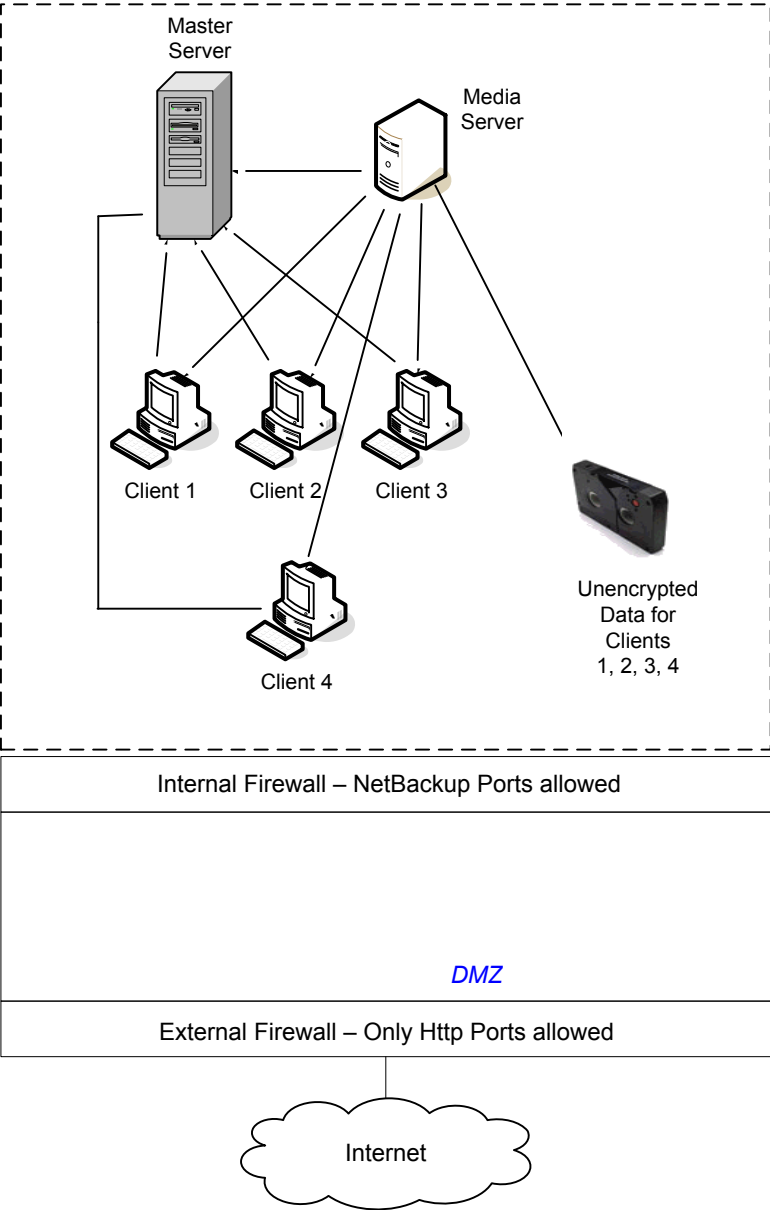 Master
Server
Media
Server
Client 1
Client 2
Client 3
Client 4
Unencrypted
Data for
Clients
1, 2, 3, 4
Internal Firewall – NetBackup Ports allowed
DMZ
External Firewall – Only Http Ports allowed
Internet